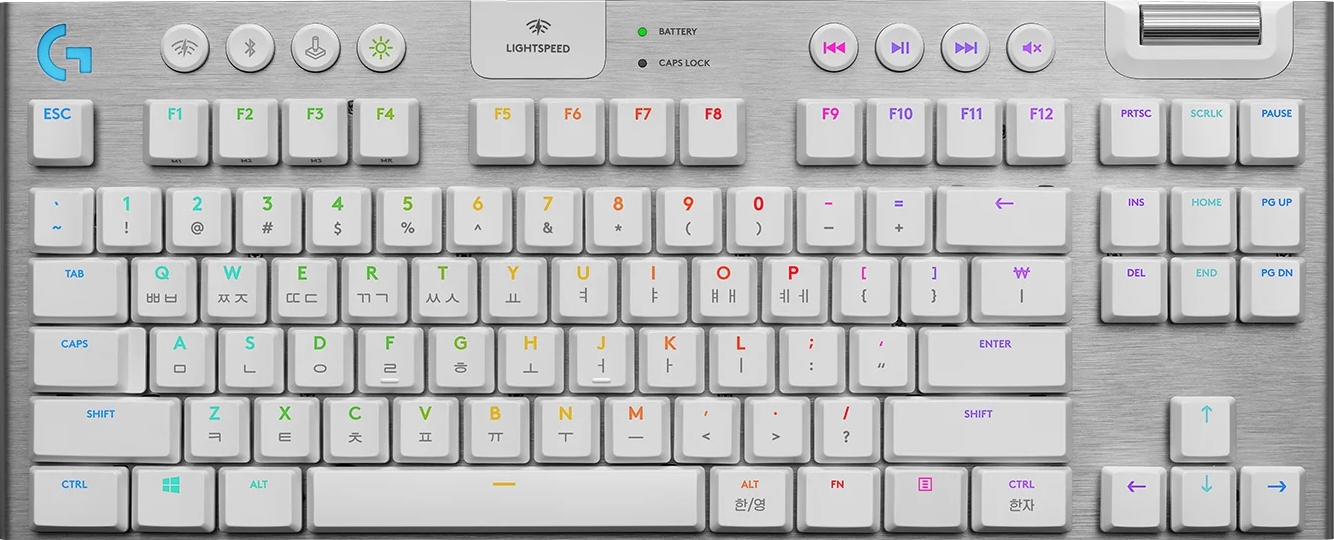 LIGHTSPEED
BATTERY
CAPS LOCK
ESC F1 F2 F3 F4 F5 F6 F7 F8 F9 F10 F11 F12 PRTSC SCRLK PAUSE
M1 M2 M3 MR
` 1 2 3 4 5 6 7 8 9 0 - = ← INS HOME PG UP
~ ! @ # $ % ^ & * ( ) _ +
TAB Q W E R T Y U I O P [ ] ₩ DEL END PG DN
ㅃㅂ ㅉㅈ ㄸㄷ ㄲㄱ ㅆㅅ ㅛ ㅕ ㅑ ㅒㅐ ㅖㅔ { } |
CAPS A S D F G H J K L ; ' ENTER
ㅁ ㄴ ㅇ ㄹ ㅎ ㅗ ㅓ ㅏ ㅣ : "
SHIFT Z X C V B N M , . / SHIFT ↑
ㅋ ㅌ ㅊ ㅍ ㅠ ㅜ ㅡ < > ?
CTRL ALT ALT FN CTRL ← ↓ →
한/영 한자